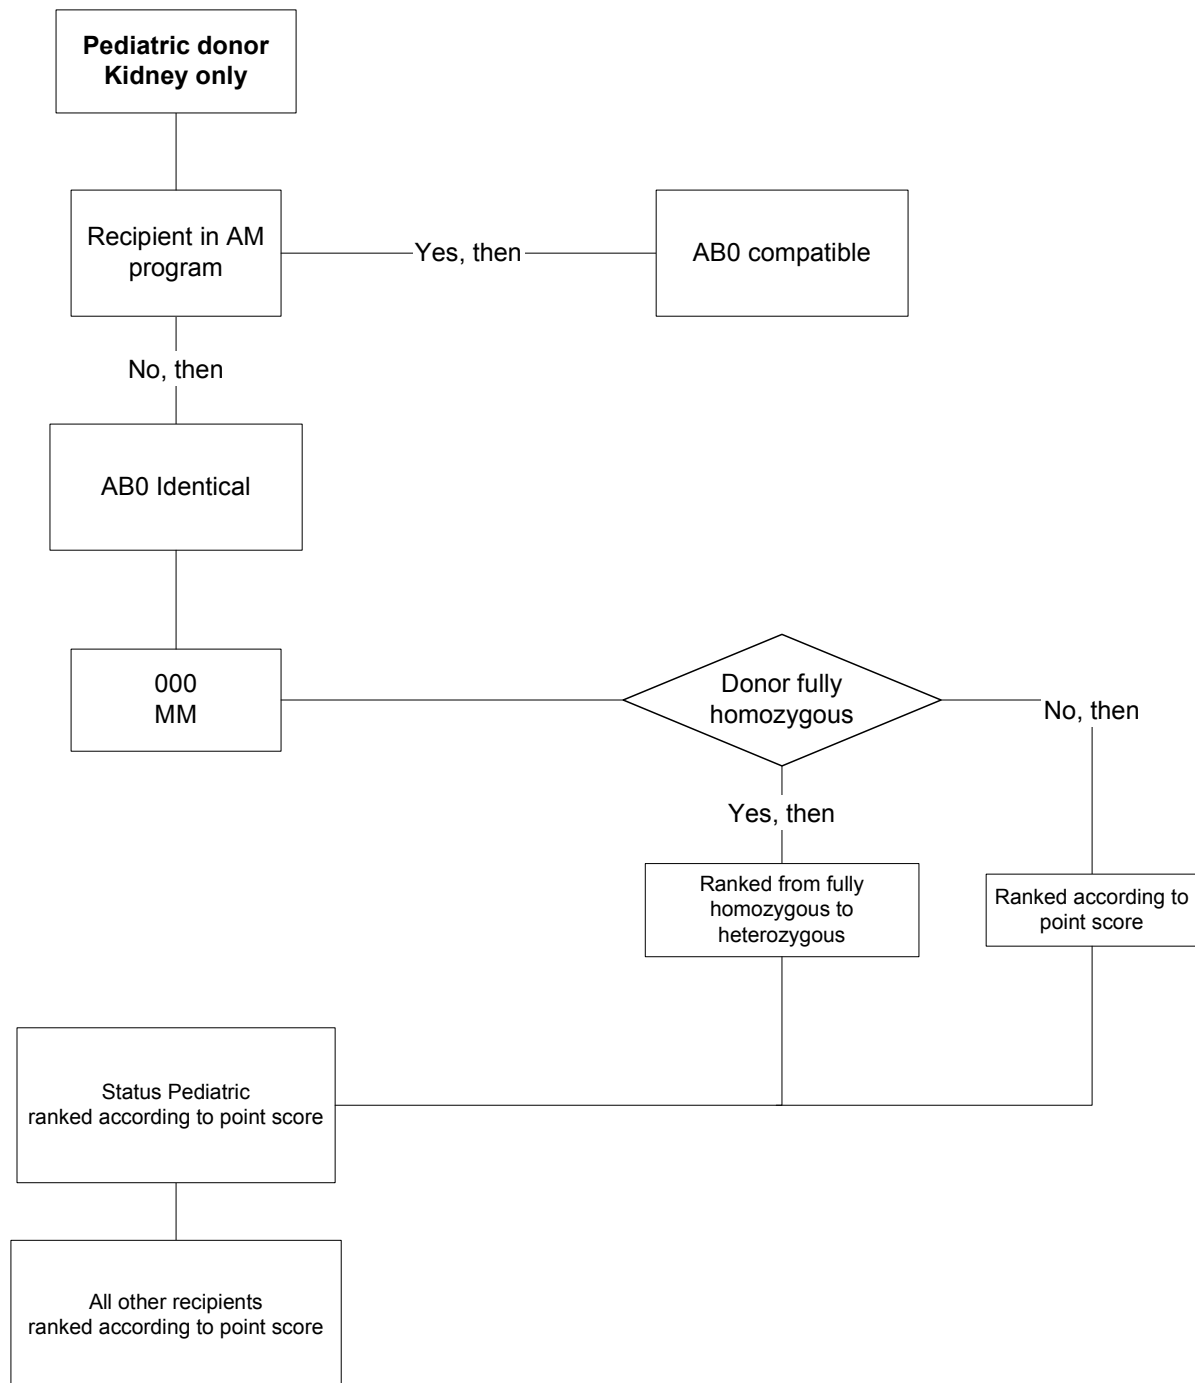 Pediatric donor
Kidney only
Recipient in AM
program
Yes, then
AB0 compatible
No, then
AB0 Identical
000
MM
Donor fully
homozygous
No, then
Yes, then
Ranked from fully
homozygous to
heterozygous
Ranked according to
point score
Status Pediatric
ranked according to point score
All other recipients
ranked according to point score